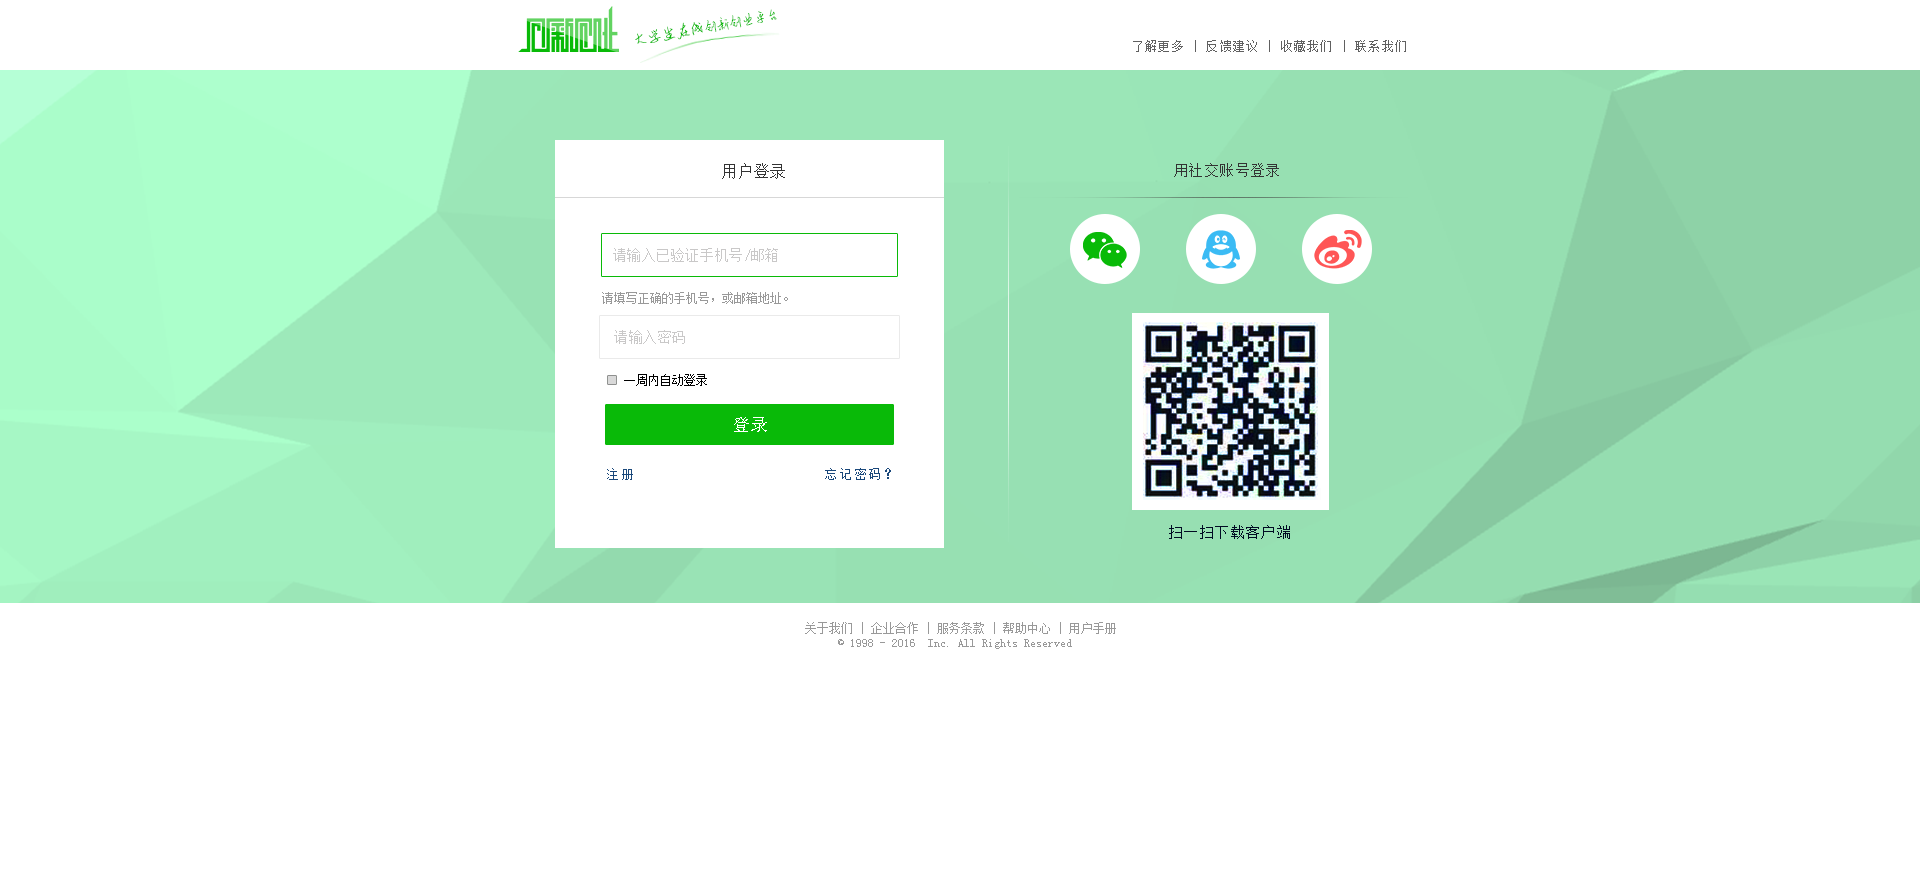 大学生在线创新创业平台
了解更多 | 反馈建议 | 收藏我们 | 联系我们
用户登录
请输入已验证手机号/邮箱
请填写正确的手机号，或邮箱地址。
请输入密码
一周内自动登录
登录
注册
忘记密码？
用社交账号登录
扫一扫下载客户端
关于我们 | 企业合作 | 服务条款 | 帮助中心 | 用户手册
© 1998 - 2016 Inc. All Rights Reserved